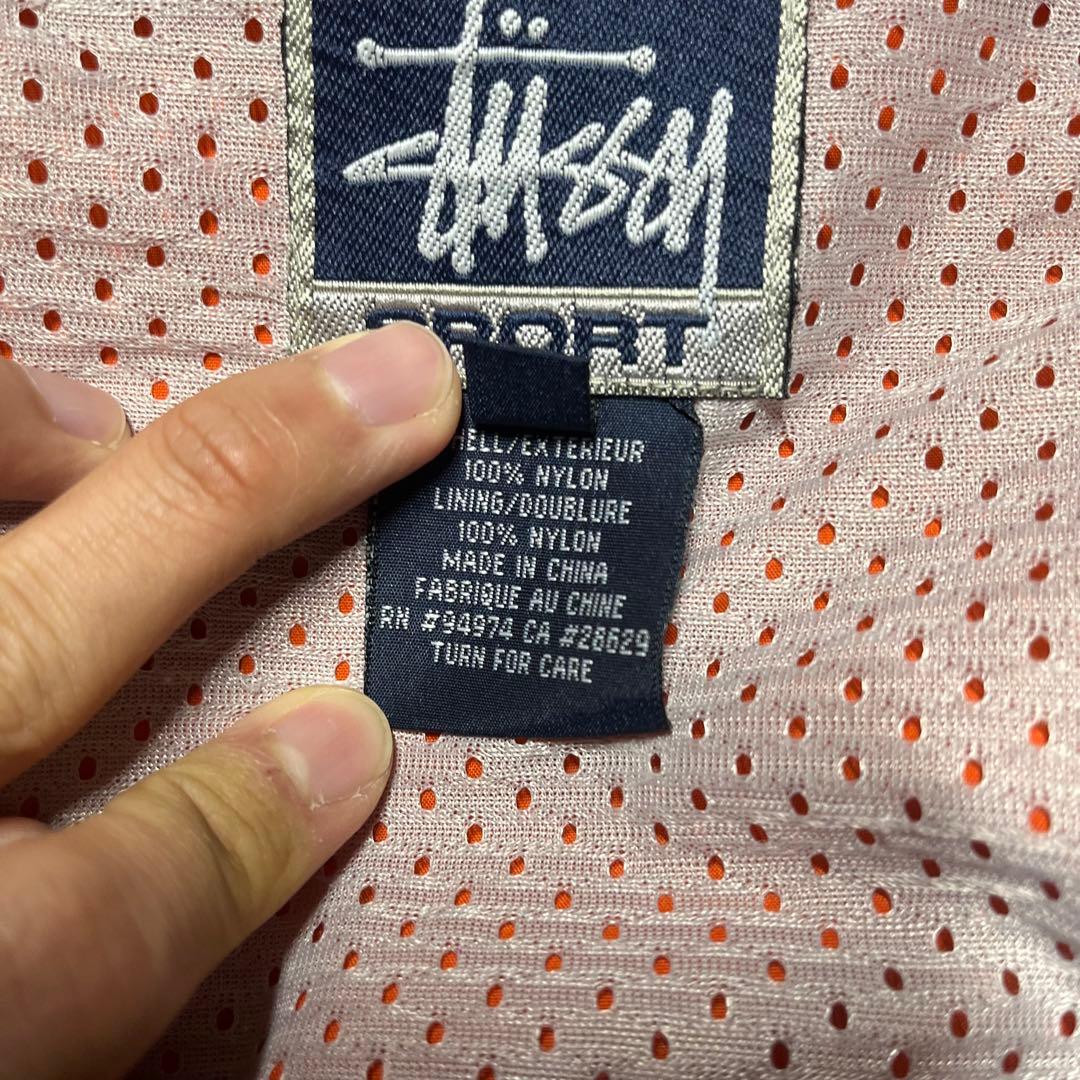 Stüssy
SPORT
SHELL/EXTERIEUR
100% NYLON
LINING/DOUBLURE
100% NYLON
MADE IN CHINA
FABRIQUE AU CHINE
RN #94974 CA #28629
TURN FOR CARE